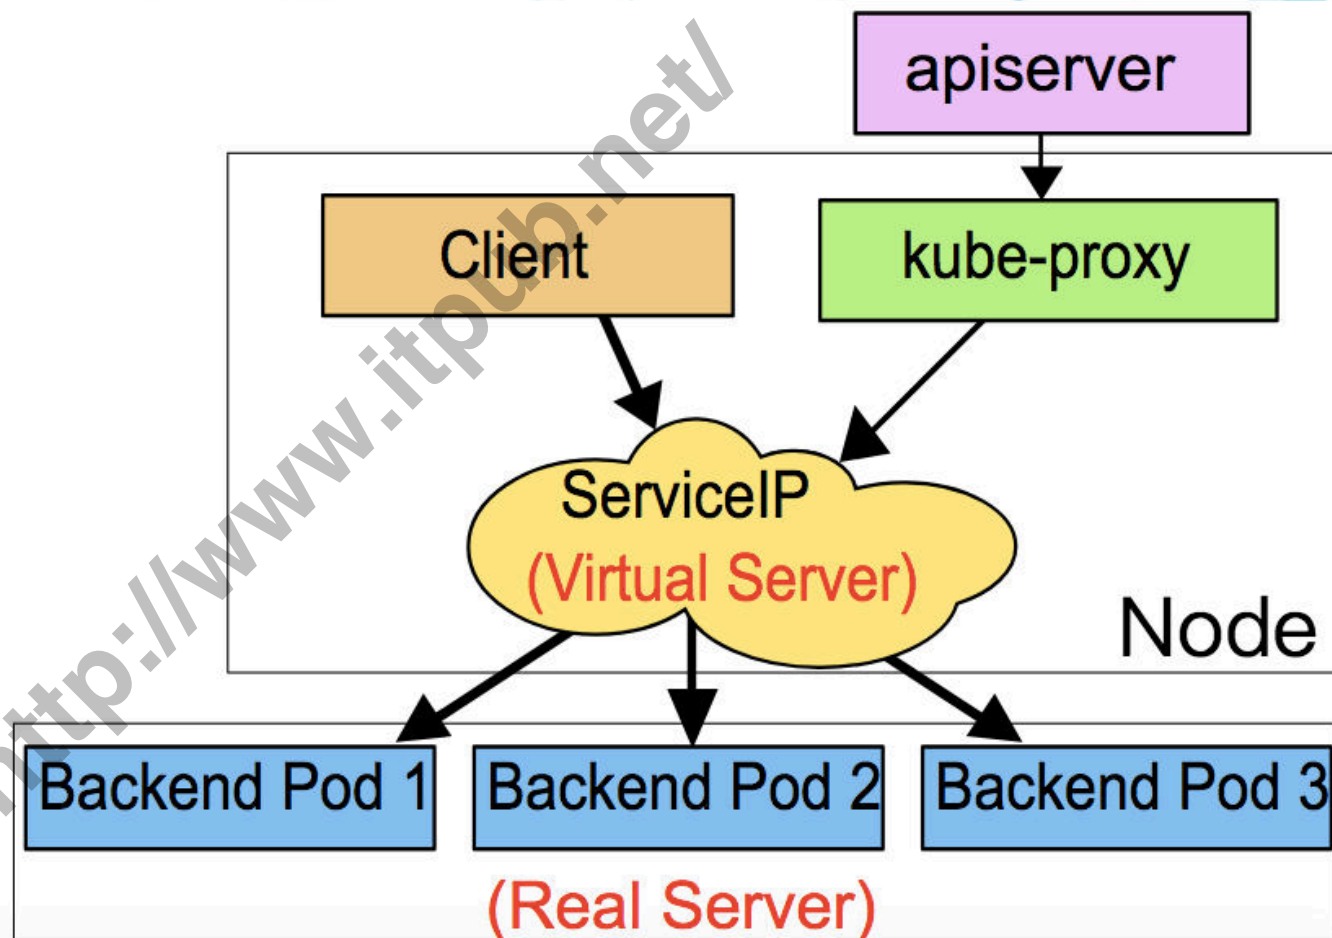 apiserver
Client
kube-proxy
ServiceIP
(Virtual Server)
Node
Backend Pod 1
Backend Pod 2
Backend Pod 3
(Real Server)
http://www.itpub.net/